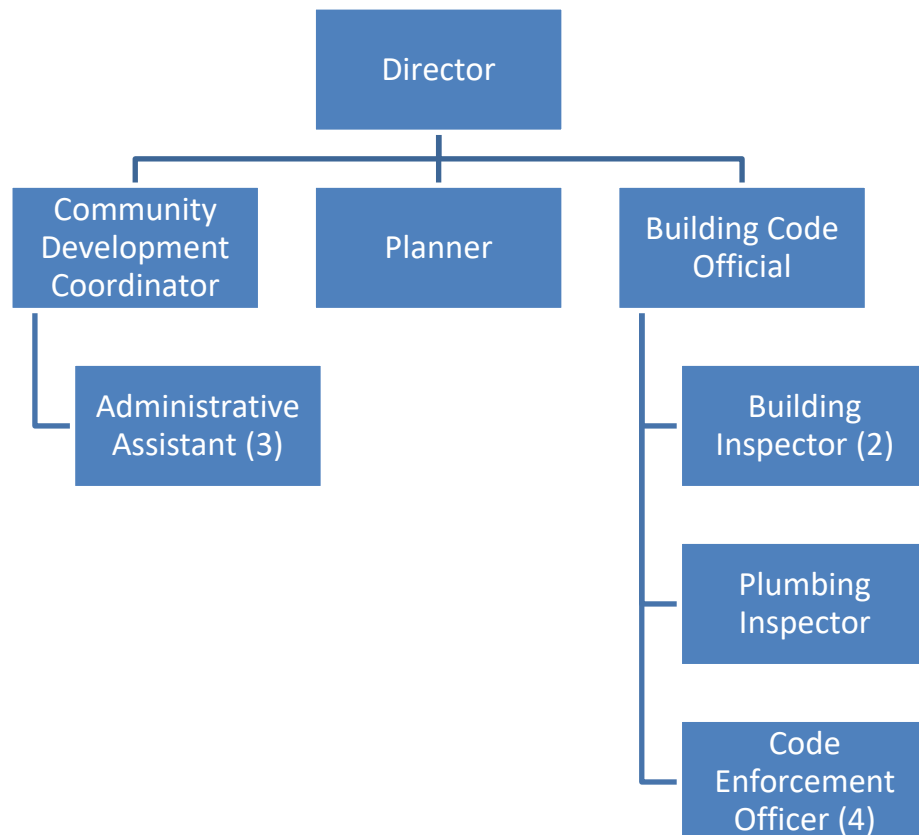 Director
Community
Development
Coordinator
Planner
Building Code
Official
Administrative
Assistant (3)
Building
Inspector (2)
Plumbing
Inspector
Code
Enforcement
Officer (4)